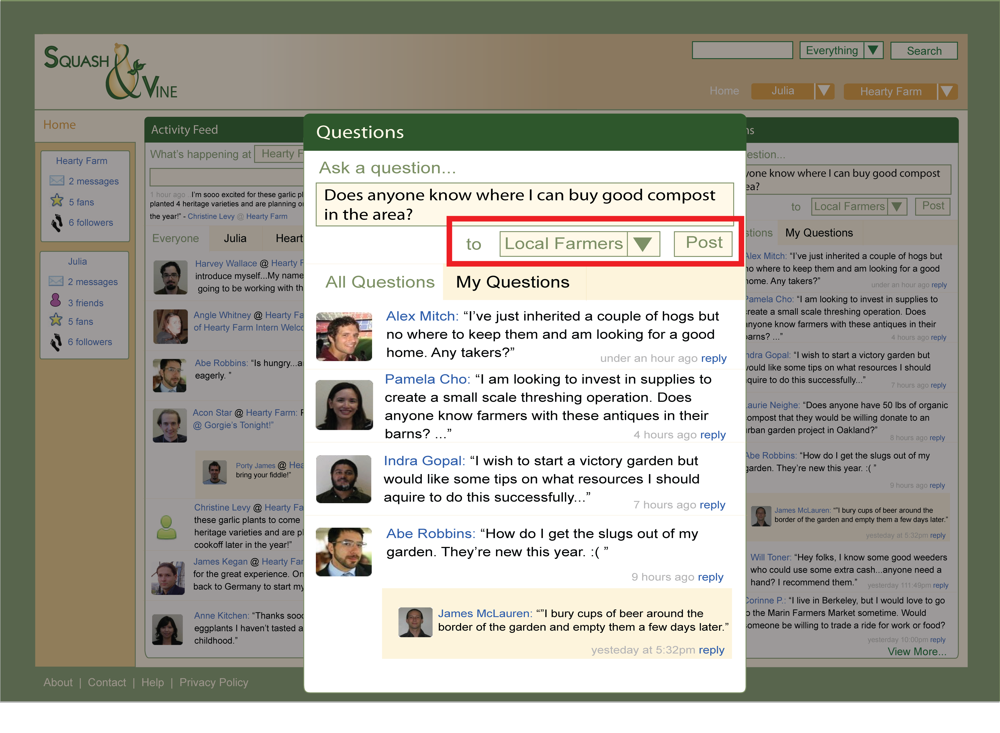 SQUASH & VINE
Everything
Search
Home
Julia
Hearty Farm
Home
Hearty Farm
2 messages
5 fans
6 followers
Julia
2 messages
3 friends
5 fans
6 followers
Activity Feed
What's happening at Hearty F
1 hour ago ..I'm sooo excited for these garlic pl
planted 4 heritage varieties and are planning o
the year!” - Christine Levy @ Hearty Farm
Everyone Julia Heart
Harvey Wallace @ Hearty F
introduce myself...My name
going to be working with th
Angle Whitney @ Hearty Fa
of Hearty Farm Intern Welco
Abe Robbins: “Is hungry...a
eagerly. ”
Acon Star @ Hearty Farm:
@ Gorgie’s Tonight!”
Porty James @ Hea
bring your fiddle!”
Christine Levy @ Hearty Fa
these garlic plants to come
heritage varieties and are pl
cookoff later in the year!”
James Kegan @ Hearty Far
for the great experience. On
back to Germany to start my
Anne Kitchen: “Thanks sooo
eggplants I haven’t tasted a
childhood.”
Questions
Ask a question...
Does anyone know where I can buy good compost
in the area?
to Local Farmers Post
All Questions My Questions
Alex Mitch: “I’ve just inherited a couple of hogs but
no where to keep them and am looking for a good
home. Any takers?”
under an hour ago reply
Pamela Cho: “I am looking to invest in supplies to
create a small scale threshing operation. Does
anyone know farmers with these antiques in their
barns? ...”
4 hours ago reply
Indra Gopal: “I wish to start a victory garden but
would like some tips on what resources I should
aquire to do this successfully...”
7 hours ago reply
Abe Robbins: “How do I get the slugs out of my
garden. They’re new this year. :( ”
9 hours ago reply
James McLauren: “”I bury cups of beer around the
border of the garden and empty them a few days later.”
yesteday at 5:32pm reply
ns
estion...
yone know where I can buy good compost
ea?
to Local Farmers Post
stions My Questions
Alex Mitch: “I’ve just inherited a couple of hogs but
no where to keep them and am looking for a good
home. Any takers?”
under an hour ago reply
Pamela Cho: “I am looking to invest in supplies to
create a small scale threshing operation. Does
anyone know farmers with these antiques in their
barns? ...”
4 hours ago reply
ndra Gopal: “I wish to start a victory garden but
would like some tips on what resources I should
quire to do this successfully...”
7 hours ago reply
Laurie Neighe: “Does anyone have 50 lbs of organic
compost that they would be willing donate to an
urban garden project in Oakland?”
8 hours ago reply
Abe Robbins: “How do I get the slugs out of my
garden. They’re new this year. :( ”
9 hours ago reply
James McLauren: “”I bury cups of beer around the
border of the garden and empty them a few days later.”
yesteday at 5:32pm reply
Will Toner: “Hey folks, I know some good weeders
who could use some extra cash...anyone need a
hand? I recommend them.”
yesterday 111:49pm reply
Corinne P.: “I live in Berkeley, but I would love to go
o the Marin Farmers Market sometime. Would
someone be willing to trade a ride for work or food?
yesterday 10:00pm reply
View More...
About | Contact | Help | Privacy Policy